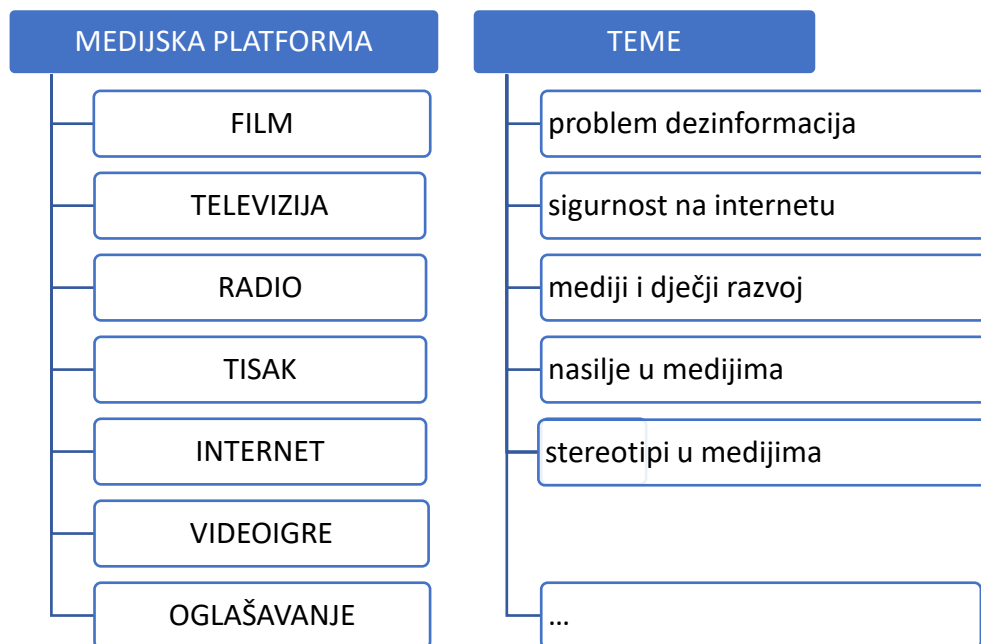 MEDIJSKA PLATFORMA
FILM
TELEVIZIJA
RADIO
TISAK
INTERNET
VIDEOIGRE
OGLAŠAVANJE
TEME
problem dezinformacija
sigurnost na internetu
mediji i dječji razvoj
nasilje u medijima
stereotipi u medijima
...